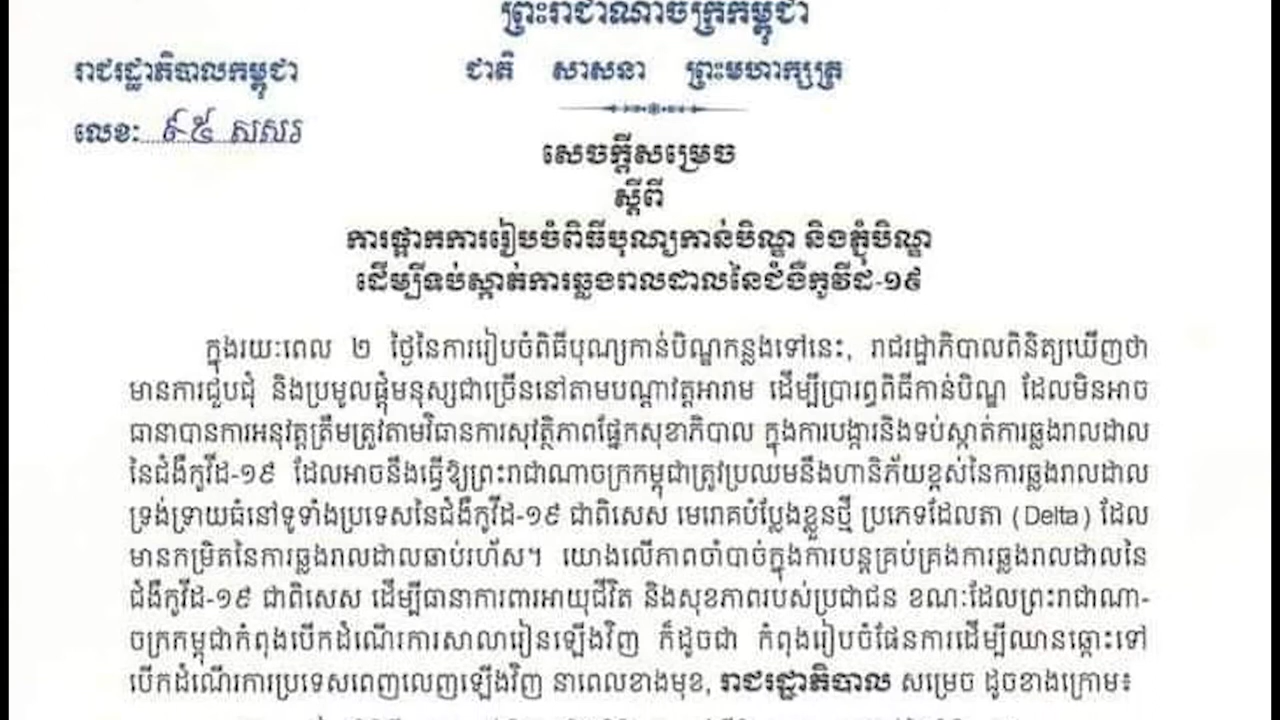 ព្រះរាជាណាចក្រកម្ពុជា
ជាតិ សាសនា ព្រះមហាក្សត្រ
រាជរដ្ឋាភិបាលកម្ពុជា
លេខៈ ៩៥ សសរ
សេចក្តីសម្រេច
ស្តីពី
ការផ្អាកការរៀបចំពិធីបុណ្យកាន់បិណ្ឌ និងភ្ជុំបិណ្ឌ
ដើម្បីទប់ស្កាត់ការឆ្លងរាលដាលនៃជំងឺកូវីដ-១៩
ក្នុងរយៈពេល ២ ថ្ងៃនៃការរៀបចំពិធីបុណ្យកាន់បិណ្ឌកន្លងទៅនេះ, រាជរដ្ឋាភិបាលពិនិត្យឃើញថា
មានការជួបជុំ និងប្រមូលផ្តុំមនុស្សជាច្រើននៅតាមបណ្តាវត្តអារាម ដើម្បីប្រារព្ធពិធីកាន់បិណ្ឌ ដែលមិនអាច
ធានាបានការអនុវត្តត្រឹមត្រូវតាមវិធានការសុវត្ថិភាពផ្នែកសុខាភិបាល ក្នុងការបង្ការនិងទប់ស្កាត់ការឆ្លងរាលដាល
នៃជំងឺកូវីដ-១៩ ដែលអាចនឹងធ្វើឱ្យព្រះរាជាណាចក្រកម្ពុជាត្រូវប្រឈមនឹងហានិភ័យខ្ពស់នៃការឆ្លងរាលដាល
ទ្រង់ទ្រាយធំនៅទូទាំងប្រទេសនៃជំងឺកូវីដ-១៩ ជាពិសេស មេរោគបំប្លែងខ្លួនថ្មី ប្រភេទដែលតា (Delta) ដែល
មានកម្រិតនៃការឆ្លងរាលដាលឆាប់រហ័ស។ យោងលើភាពចាំបាច់ក្នុងការបន្តគ្រប់គ្រងការឆ្លងរាលដាលនៃ
ជំងឺកូវីដ-១៩ ជាពិសេស ដើម្បីធានាការពារអាយុជីវិត និងសុខភាពរបស់ប្រជាជន ខណៈដែលព្រះរាជាណា-
ចក្រកម្ពុជាកំពុងបើកដំណើរការសាលារៀនឡើងវិញ ក៏ដូចជា កំពុងរៀបចំផែនការដើម្បីឈានឆ្ពោះទៅ
បើកដំណើរការប្រទេសពេញលេញឡើងវិញ នាពេលខាងមុខ, រាជរដ្ឋាភិបាល សម្រេច ដូចខាងក្រោម៖